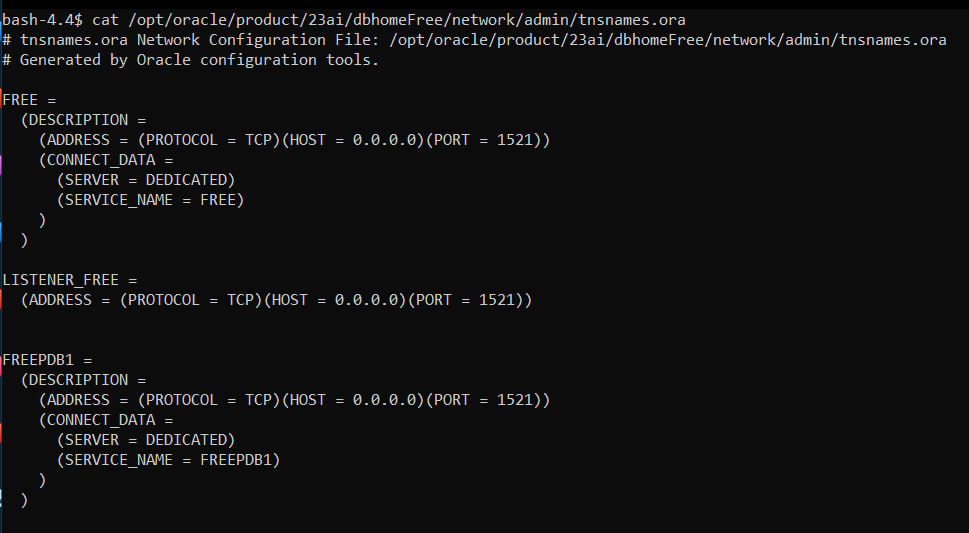 bash-4.4$ cat /opt/oracle/product/23ai/dbhomeFree/network/admin/tnsnames.ora
# tnsnames.ora Network Configuration File: /opt/oracle/product/23ai/dbhomeFree/network/admin/tnsnames.ora
# Generated by Oracle configuration tools.

FREE =
  (DESCRIPTION =
    (ADDRESS = (PROTOCOL = TCP)(HOST = 0.0.0.0)(PORT = 1521))
    (CONNECT_DATA =
      (SERVER = DEDICATED)
      (SERVICE_NAME = FREE)
    )
  )

LISTENER_FREE =
  (ADDRESS = (PROTOCOL = TCP)(HOST = 0.0.0.0)(PORT = 1521))


FREEPDB1 =
  (DESCRIPTION =
    (ADDRESS = (PROTOCOL = TCP)(HOST = 0.0.0.0)(PORT = 1521))
    (CONNECT_DATA =
      (SERVER = DEDICATED)
      (SERVICE_NAME = FREEPDB1)
    )
  )